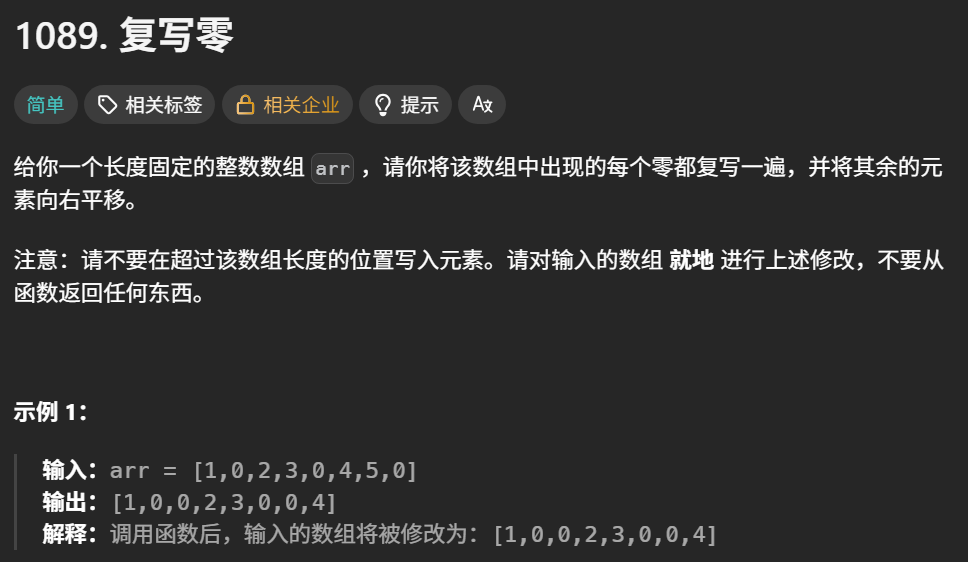 1089. 复写零
简单 相关标签 相关企业 提示
给你一个长度固定的整数数组 arr ，请你将该数组中出现的每个零都复写一遍，并将其余的元
素向右平移。
注意：请不要在超过该数组长度的位置写入元素。请对输入的数组 就地 进行上述修改，不要从
函数返回任何东西。
示例 1：
输入：arr = [1,0,2,3,0,4,5,0]
输出：[1,0,0,2,3,0,0,4]
解释：调用函数后，输入的数组将被修改为：[1,0,0,2,3,0,0,4]